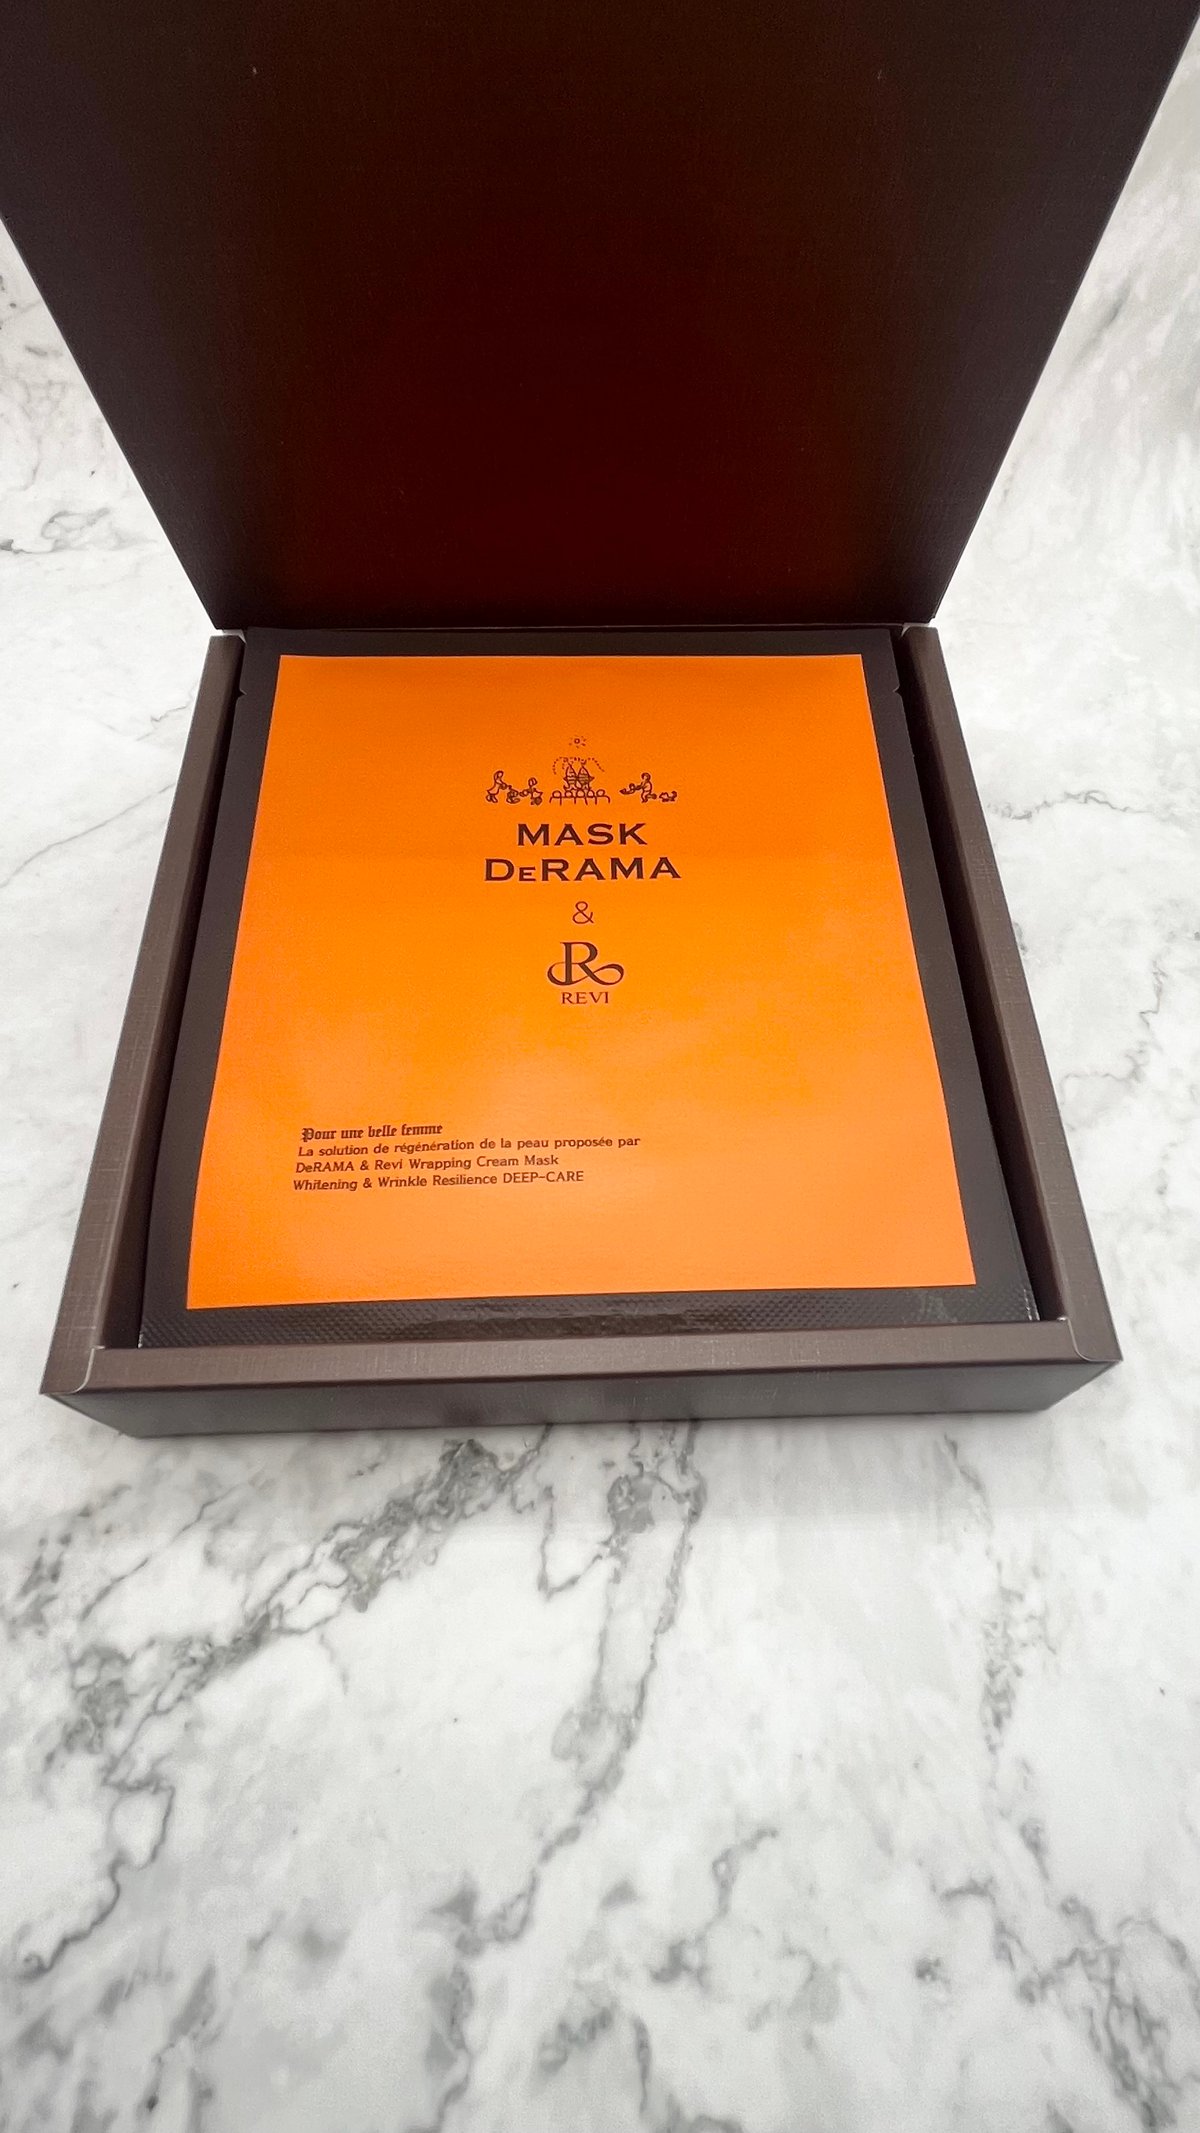 MASK
DERAMA
&
R
REVI
Pour une belle femme
La solution de régénération de la peau proposée par
DeRAMA & Revi Wrapping Cream Mask
Whitening & Wrinkle Resilience DEEP-CARE